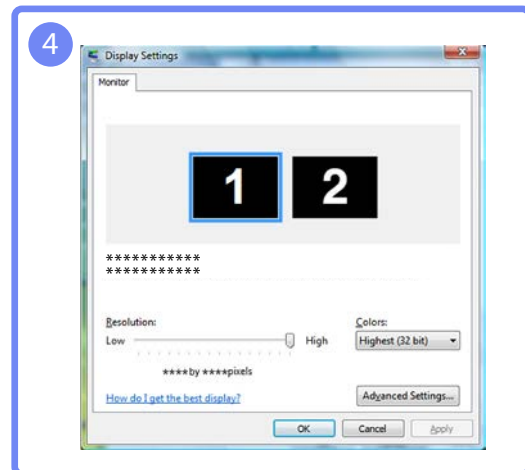 4
Display Settings
Monitor
1 2
***********
***********
Resolution:
Colors:
Low High
Highest (32 bit)
****by ****pixels
How do I get the best display?
Advanced Settings...
OK Cancel Apply